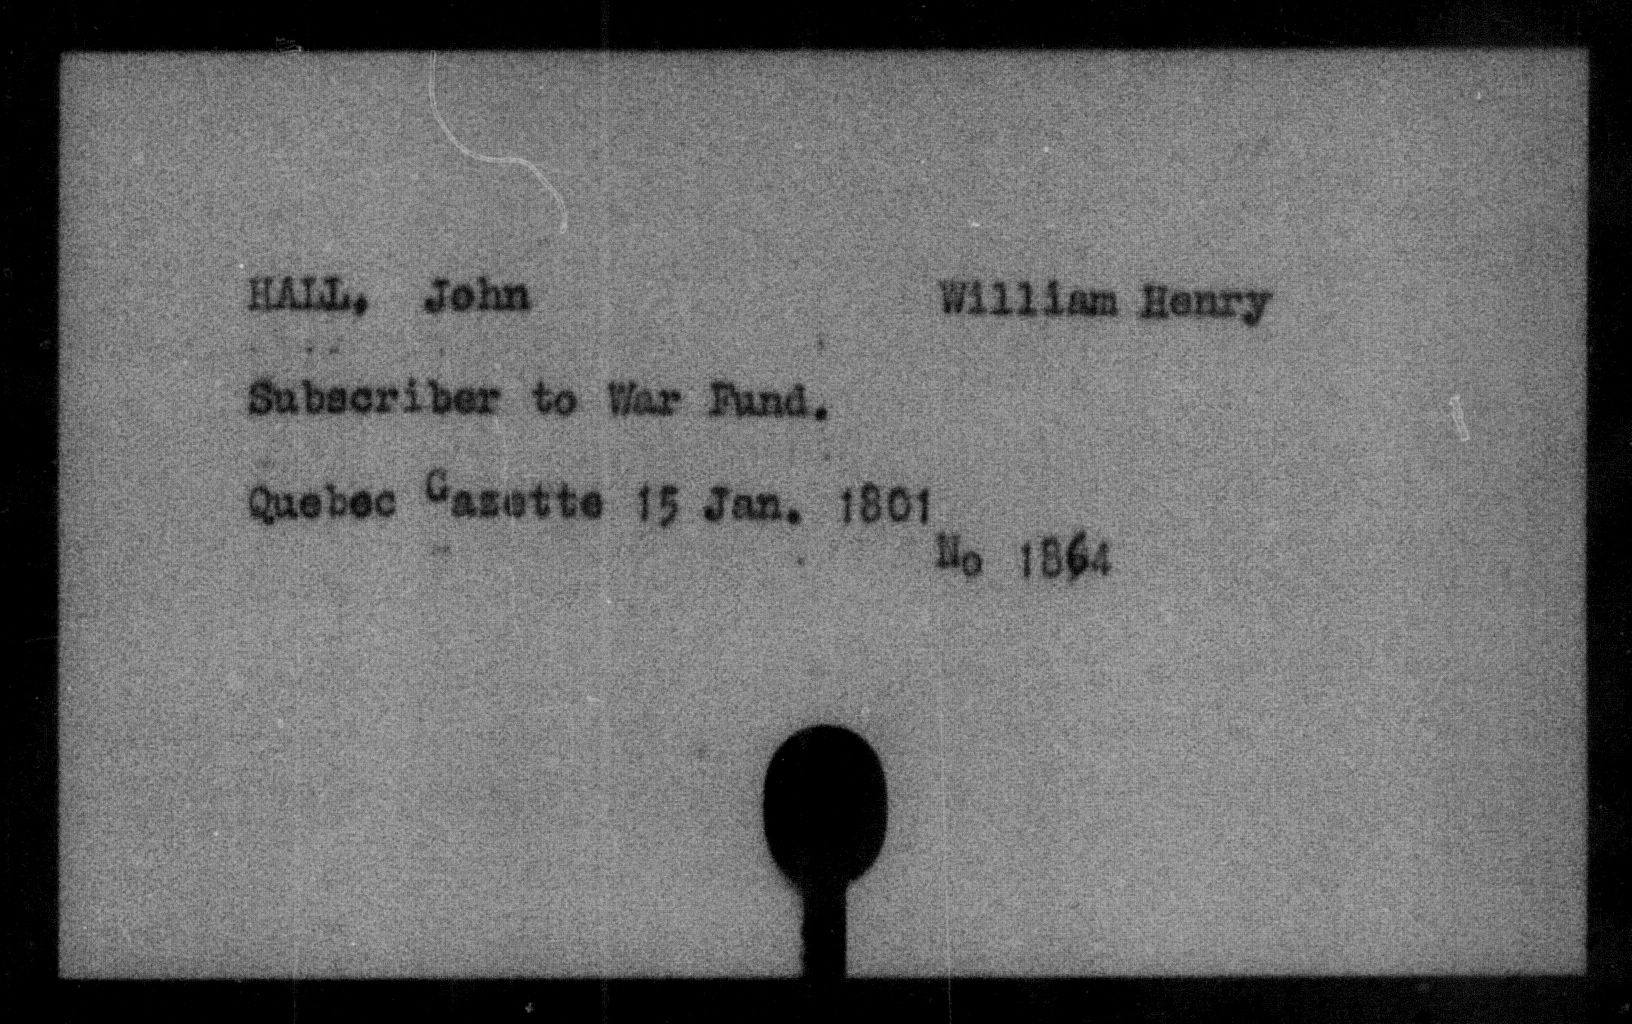 HALL, John William Henry
Subscriber to War Fund.
Quebec Gazette 15 Jan. 1801
No 1864